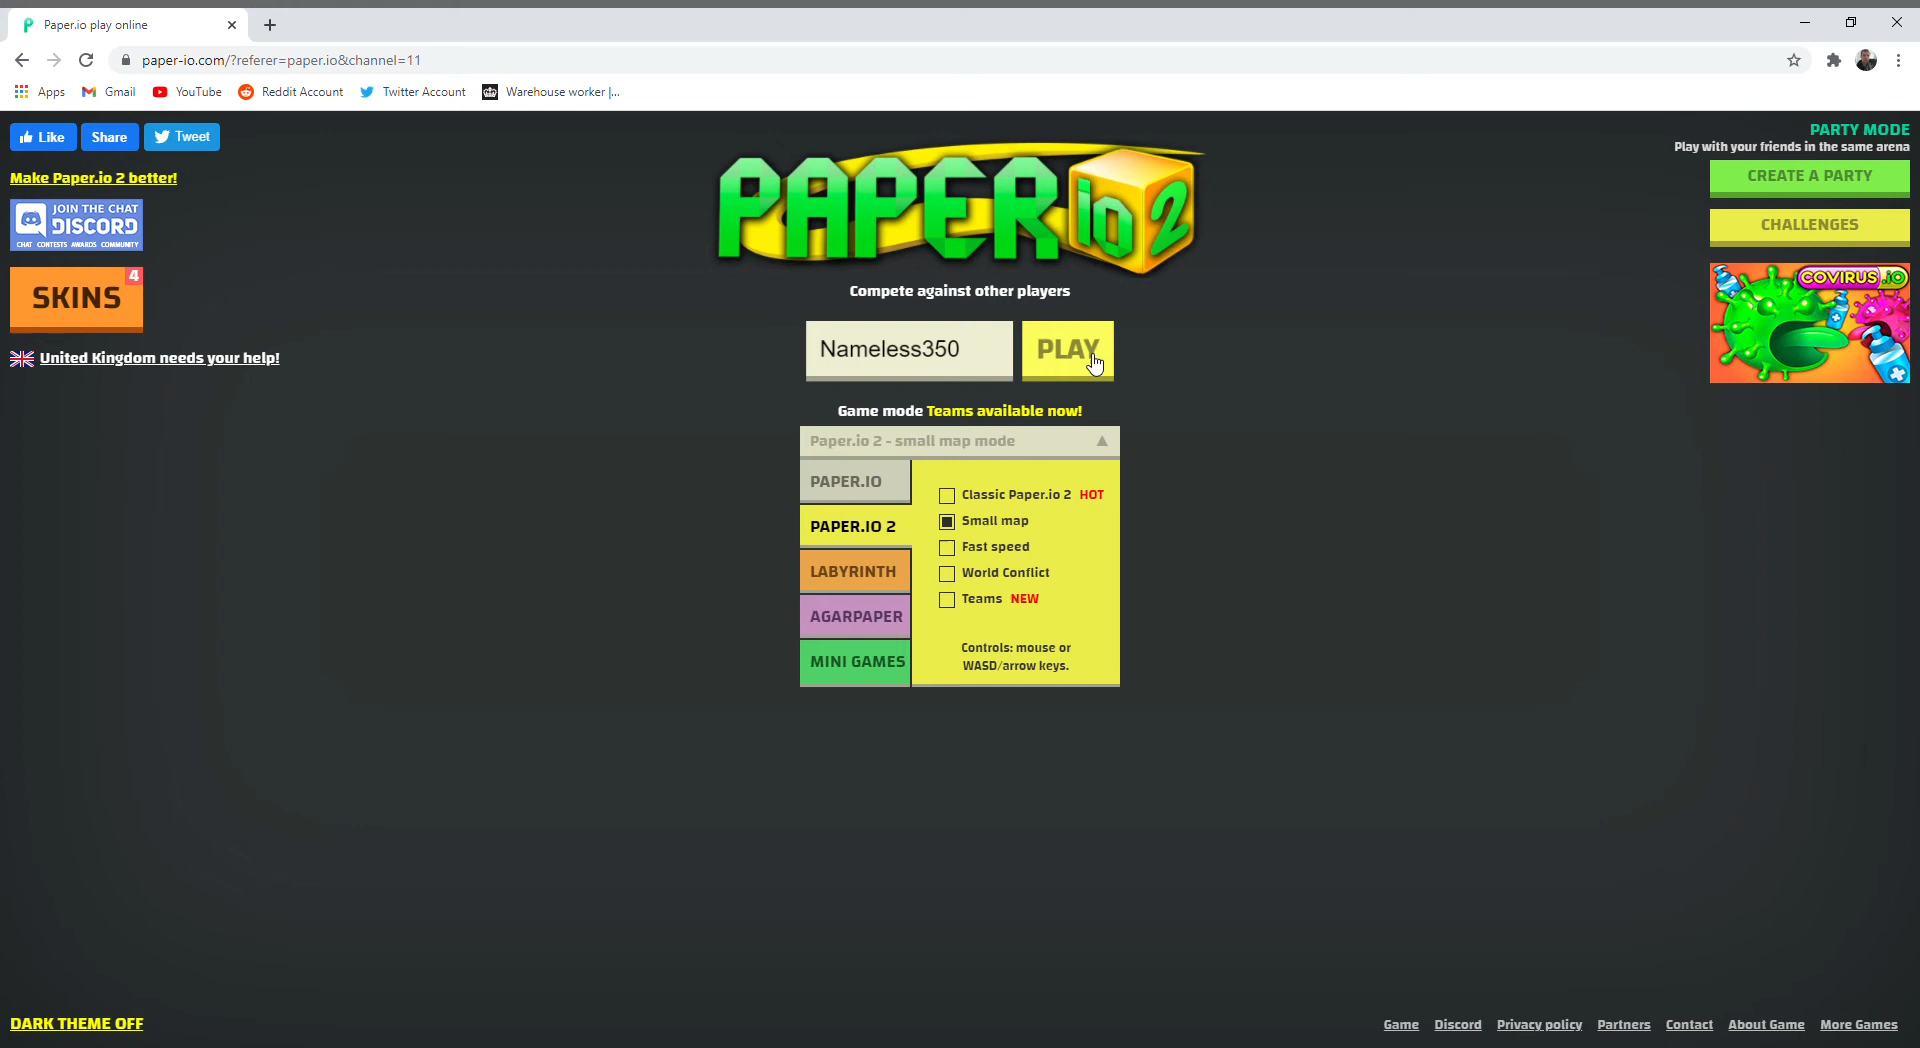 Paper.io play online
paper-io.com/?referer=paper.io&channel=11
Apps Gmail YouTube Reddit Account Twitter Account Warehouse worker |...
Like Share Tweet
Make Paper.io 2 better!
JOIN THE CHAT
DISCORD
CHAT CONTESTS AWARDS COMMUNITY
SKINS
4
United Kingdom needs your help!
PAPER io 2
Compete against other players
Nameless350 PLAY
Game mode Teams available now!
Paper.io 2 - small map mode ▲
PAPER.IO
PAPER.IO 2
LABYRINTH
AGARPAPER
MINI GAMES
Classic Paper.io 2 HOT
Small map
Fast speed
World Conflict
Teams NEW
Controls: mouse or
WASD/arrow keys.
PARTY MODE
Play with your friends in the same arena
CREATE A PARTY
CHALLENGES
COVIRUS.IO
DARK THEME OFF
Game Discord Privacy policy Partners Contact About Game More Games